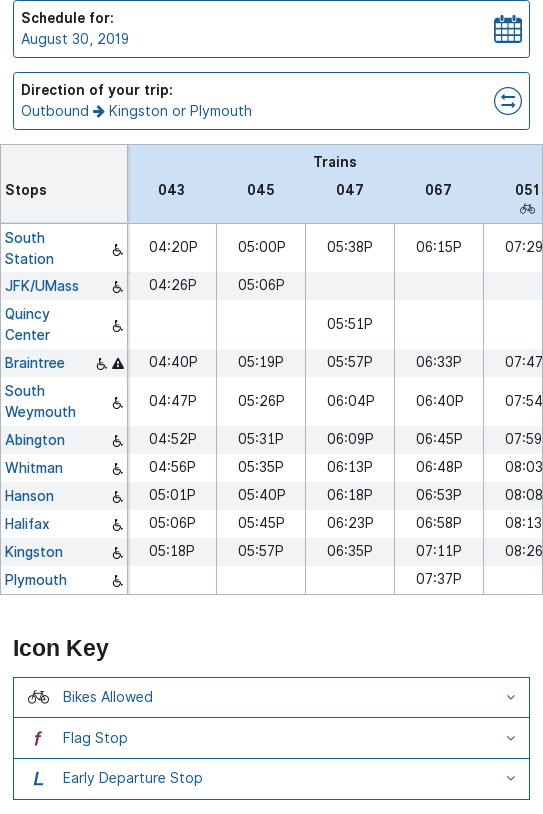 Schedule for:
August 30, 2019
Direction of your trip:
Outbound Kingston or Plymouth
Trains
Stops 043 045 047 067 051
South Station 04:20P 05:00P 05:38P 06:15P 07:29
JFK/UMass 04:26P 05:06P
Quincy Center 05:51P
Braintree 04:40P 05:19P 05:57P 06:33P 07:47
South Weymouth 04:47P 05:26P 06:04P 06:40P 07:54
Abington 04:52P 05:31P 06:09P 06:45P 07:59
Whitman 04:56P 05:35P 06:13P 06:48P 08:03
Hanson 05:01P 05:40P 06:18P 06:53P 08:08
Halifax 05:06P 05:45P 06:23P 06:58P 08:13
Kingston 05:18P 05:57P 06:35P 07:11P 08:26
Plymouth 07:37P
Icon Key
Bikes Allowed
f Flag Stop
L Early Departure Stop